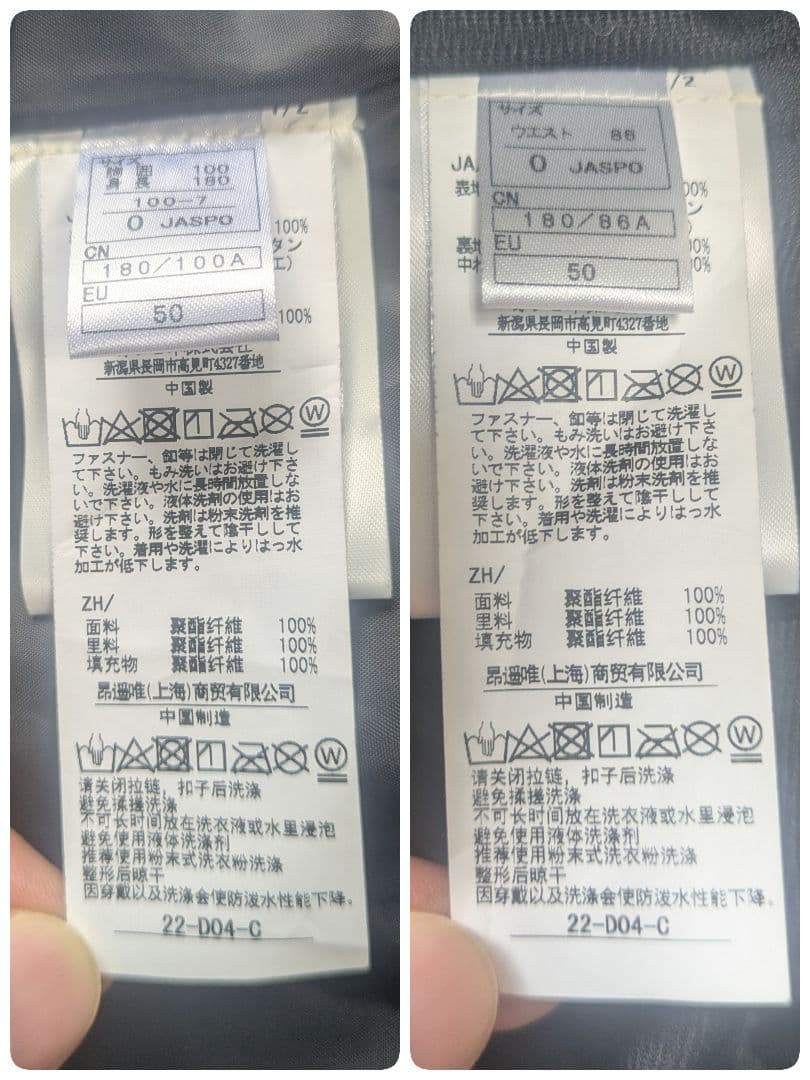 1/2
サイズ
胸囲 100
身長 180
100-7
O JASPO
CN
180/100A
EU
50
100%
タン
エ)
100%
新潟県長岡市高見町4327番地
中国製
W
ファスナー、釦等は閉じて洗濯し
て下さい。もみ洗いはお避け下さ
い。洗濯液や水に長時間放置しな
いで下さい。液体洗剤の使用はお
避け下さい。洗剤は粉末洗剤を推
奨します。形を整えて陰干しして
下さい。着用や洗濯によりはっ水
加工が低下します。
ZH/
面料 聚酯纤维 100%
里料 聚酯纤维 100%
填充物 聚酯纤维 100%
昂遛唯(上海)商贸有限公司
中国制造
W
请关闭拉链，扣子后洗涤
避免揉搓洗涤
不可长时间放在洗衣液或水里浸泡
避免使用液体洗涤剂
推荐使用粉末式洗衣粉洗涤
整形后晾干
因穿戴以及洗涤会使防泼水性能下降。
22-D04-C
/2
サイズ
ウエスト 86
O JASPO
CN
180/86A
EU
50
JA/
表地
00%
ン
裏地
0%
中わ
0%
新潟県長岡市高見町4327番地
中国製
W
ファスナー、釦等は閉じて洗濯し
て下さい。もみ洗いはお避け下さ
い。洗濯液や水に長時間放置しな
いで下さい。液体洗剤の使用はお
避け下さい。洗剤は粉末洗剤を推
奨します。形を整えて陰干しして
下さい。着用や洗濯によりはっ水
加工が低下します。
ZH/
面料 聚酯纤维 100%
里料 聚酯纤维 100%
填充物 聚酯纤维 100%
昂遛唯(上海)商贸有限公司
中国制造
W
请关闭拉链，扣子后洗涤
避免揉搓洗涤
不可长时间放在洗衣液或水里浸泡
避免使用液体洗涤剂
推荐使用粉末式洗衣粉洗涤
整形后晾干
因穿戴以及洗涤会使防泼水性能下降。
22-D04-C